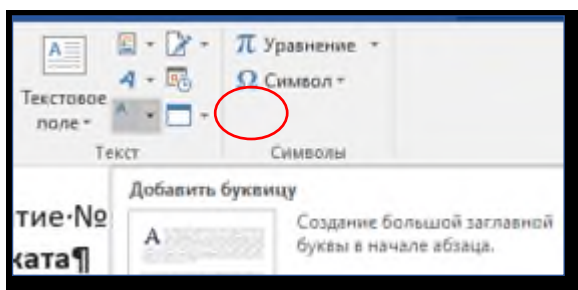 π Уравнение
Ω Символ
Текстовое
поле
Текст
Символы
Добавить буквицу
тие·№
ката¶
A
Создание большой заглавной
буквы в начале абзаца.